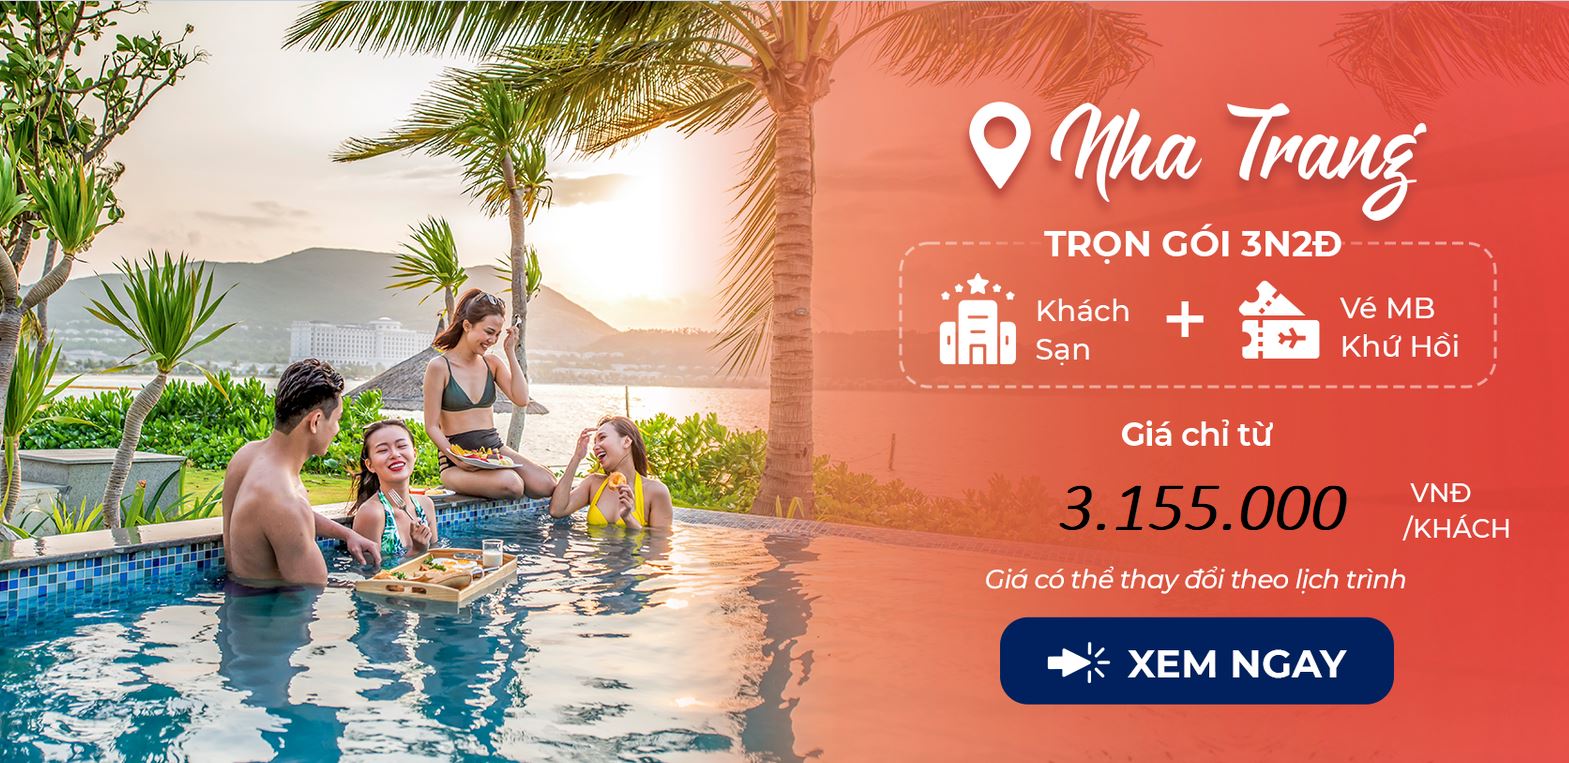 Nha Trang
TRỌN GÓI 3N2Đ
Khách
Sạn
+
Vé MB
Khứ Hồi
Giá chỉ từ
3.155.000
VNĐ
/KHÁCH
Giá có thể thay đổi theo lịch trình
XEM NGAY